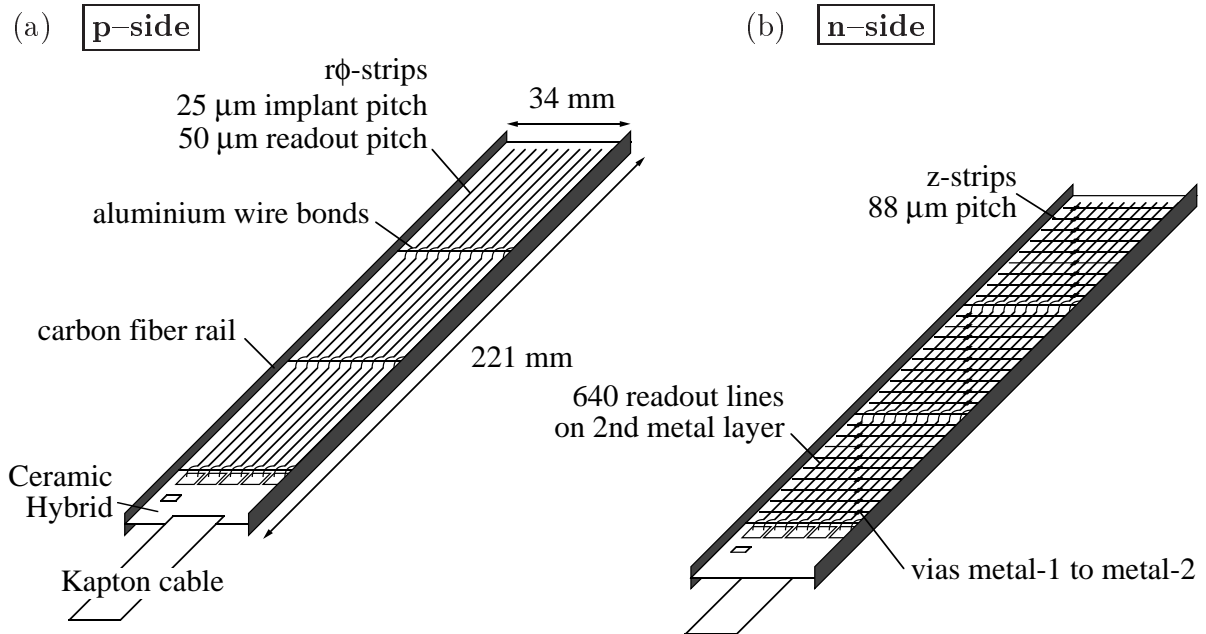 (a) p–side
rϕ-strips
25 μm implant pitch
50 μm readout pitch
34 mm
aluminium wire bonds
carbon fiber rail
221 mm
Ceramic
Hybrid
Kapton cable
(b) n–side
z-strips
88 μm pitch
640 readout lines
on 2nd metal layer
vias metal-1 to metal-2